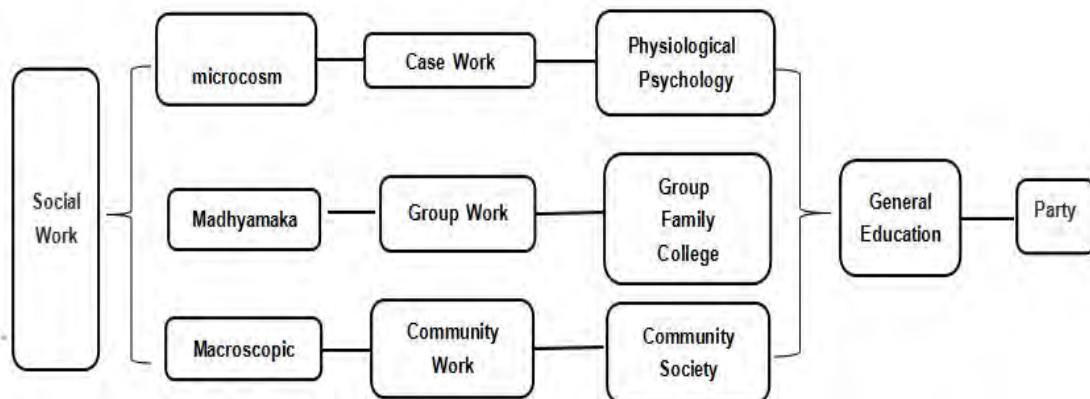 Social
Work
microcosm
Case Work
Physiological
Psychology
Madhyamaka
Group Work
Group
Family
College
Macroscopic
Community
Work
Community
Society
General
Education
Party